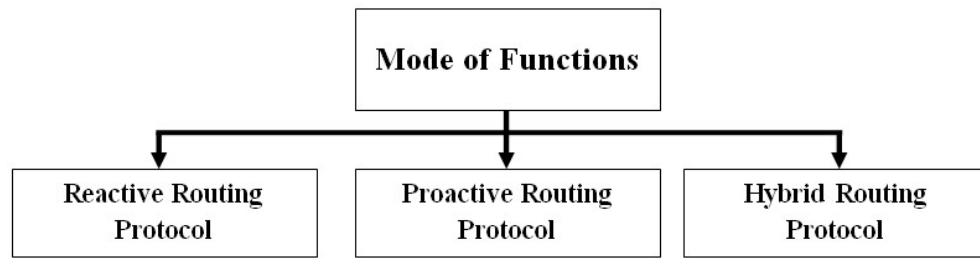 Mode of Functions
Reactive Routing
Protocol
Proactive Routing
Protocol
Hybrid Routing
Protocol